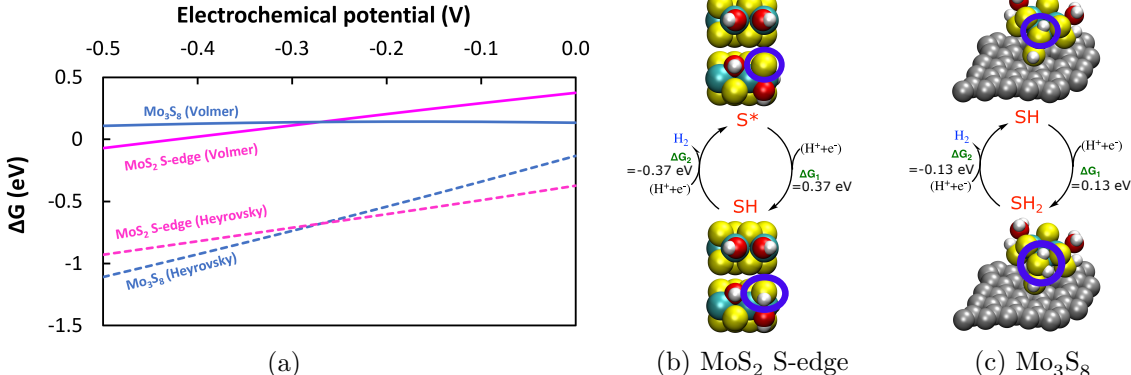 Electrochemical potential (V)
-0.5 -0.4 -0.3 -0.2 -0.1 0.0
ΔG (eV)
0.5
0
-0.5
-1
-1.5
Mo₃S₈ (Volmer)
MoS₂ S-edge (Volmer)
MoS₂ S-edge (Heyrovsky)
Mo₃S₈ (Heyrovsky)
(a)
S*
H₂
ΔG₂
=-0.37 eV
(H⁺+e⁻)
(H⁺+e⁻)
ΔG₁
=0.37 eV
SH
(b) MoS₂ S-edge
SH
H₂
ΔG₂
=-0.13 eV
(H⁺+e⁻)
(H⁺+e⁻)
ΔG₁
=0.13 eV
SH₂
(c) Mo₃S₈